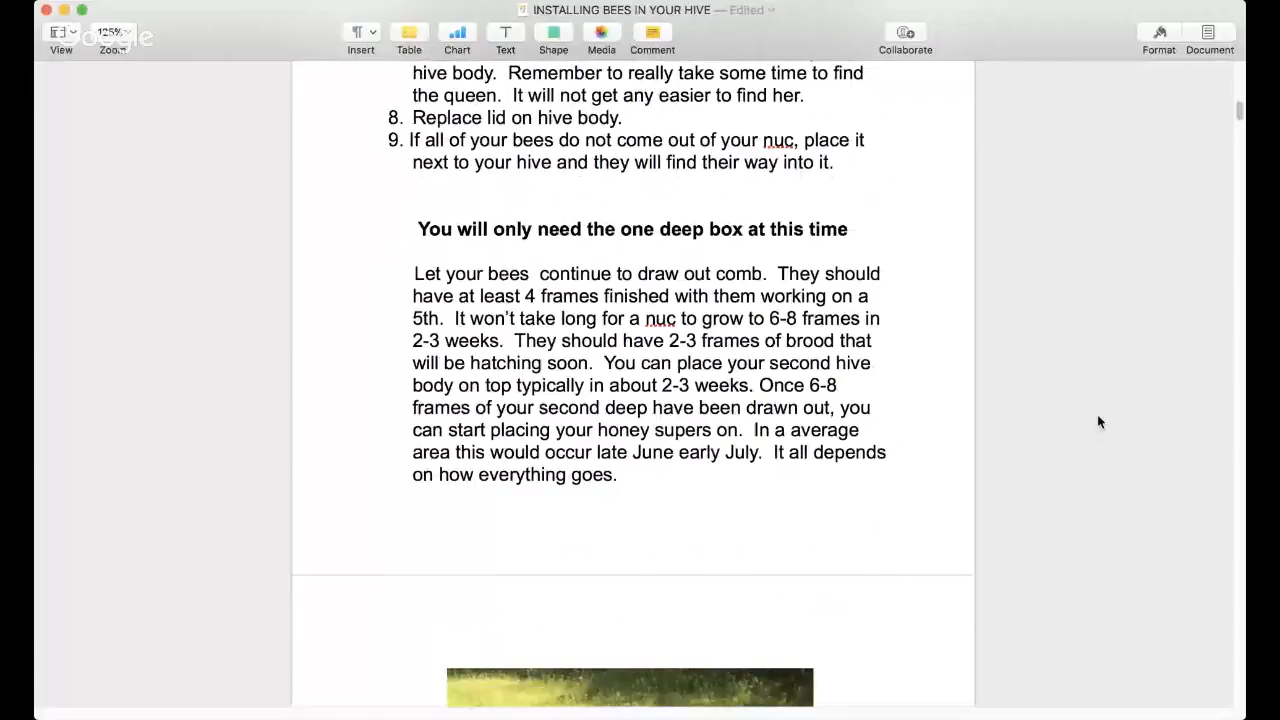 INSTALLING BEES IN YOUR HIVE — Edited
View
125%
Zoom
Google
Insert
Table
Chart
Text
Shape
Media
Comment
Collaborate
Format
Document
hive body. Remember to really take some time to find
the queen. It will not get any easier to find her.
8. Replace lid on hive body.
9. If all of your bees do not come out of your nuc, place it
next to your hive and they will find their way into it.
You will only need the one deep box at this time
Let your bees continue to draw out comb. They should
have at least 4 frames finished with them working on a
5th. It won't take long for a nuc to grow to 6-8 frames in
2-3 weeks. They should have 2-3 frames of brood that
will be hatching soon. You can place your second hive
body on top typically in about 2-3 weeks. Once 6-8
frames of your second deep have been drawn out, you
can start placing your honey supers on. In a average
area this would occur late June early July. It all depends
on how everything goes.